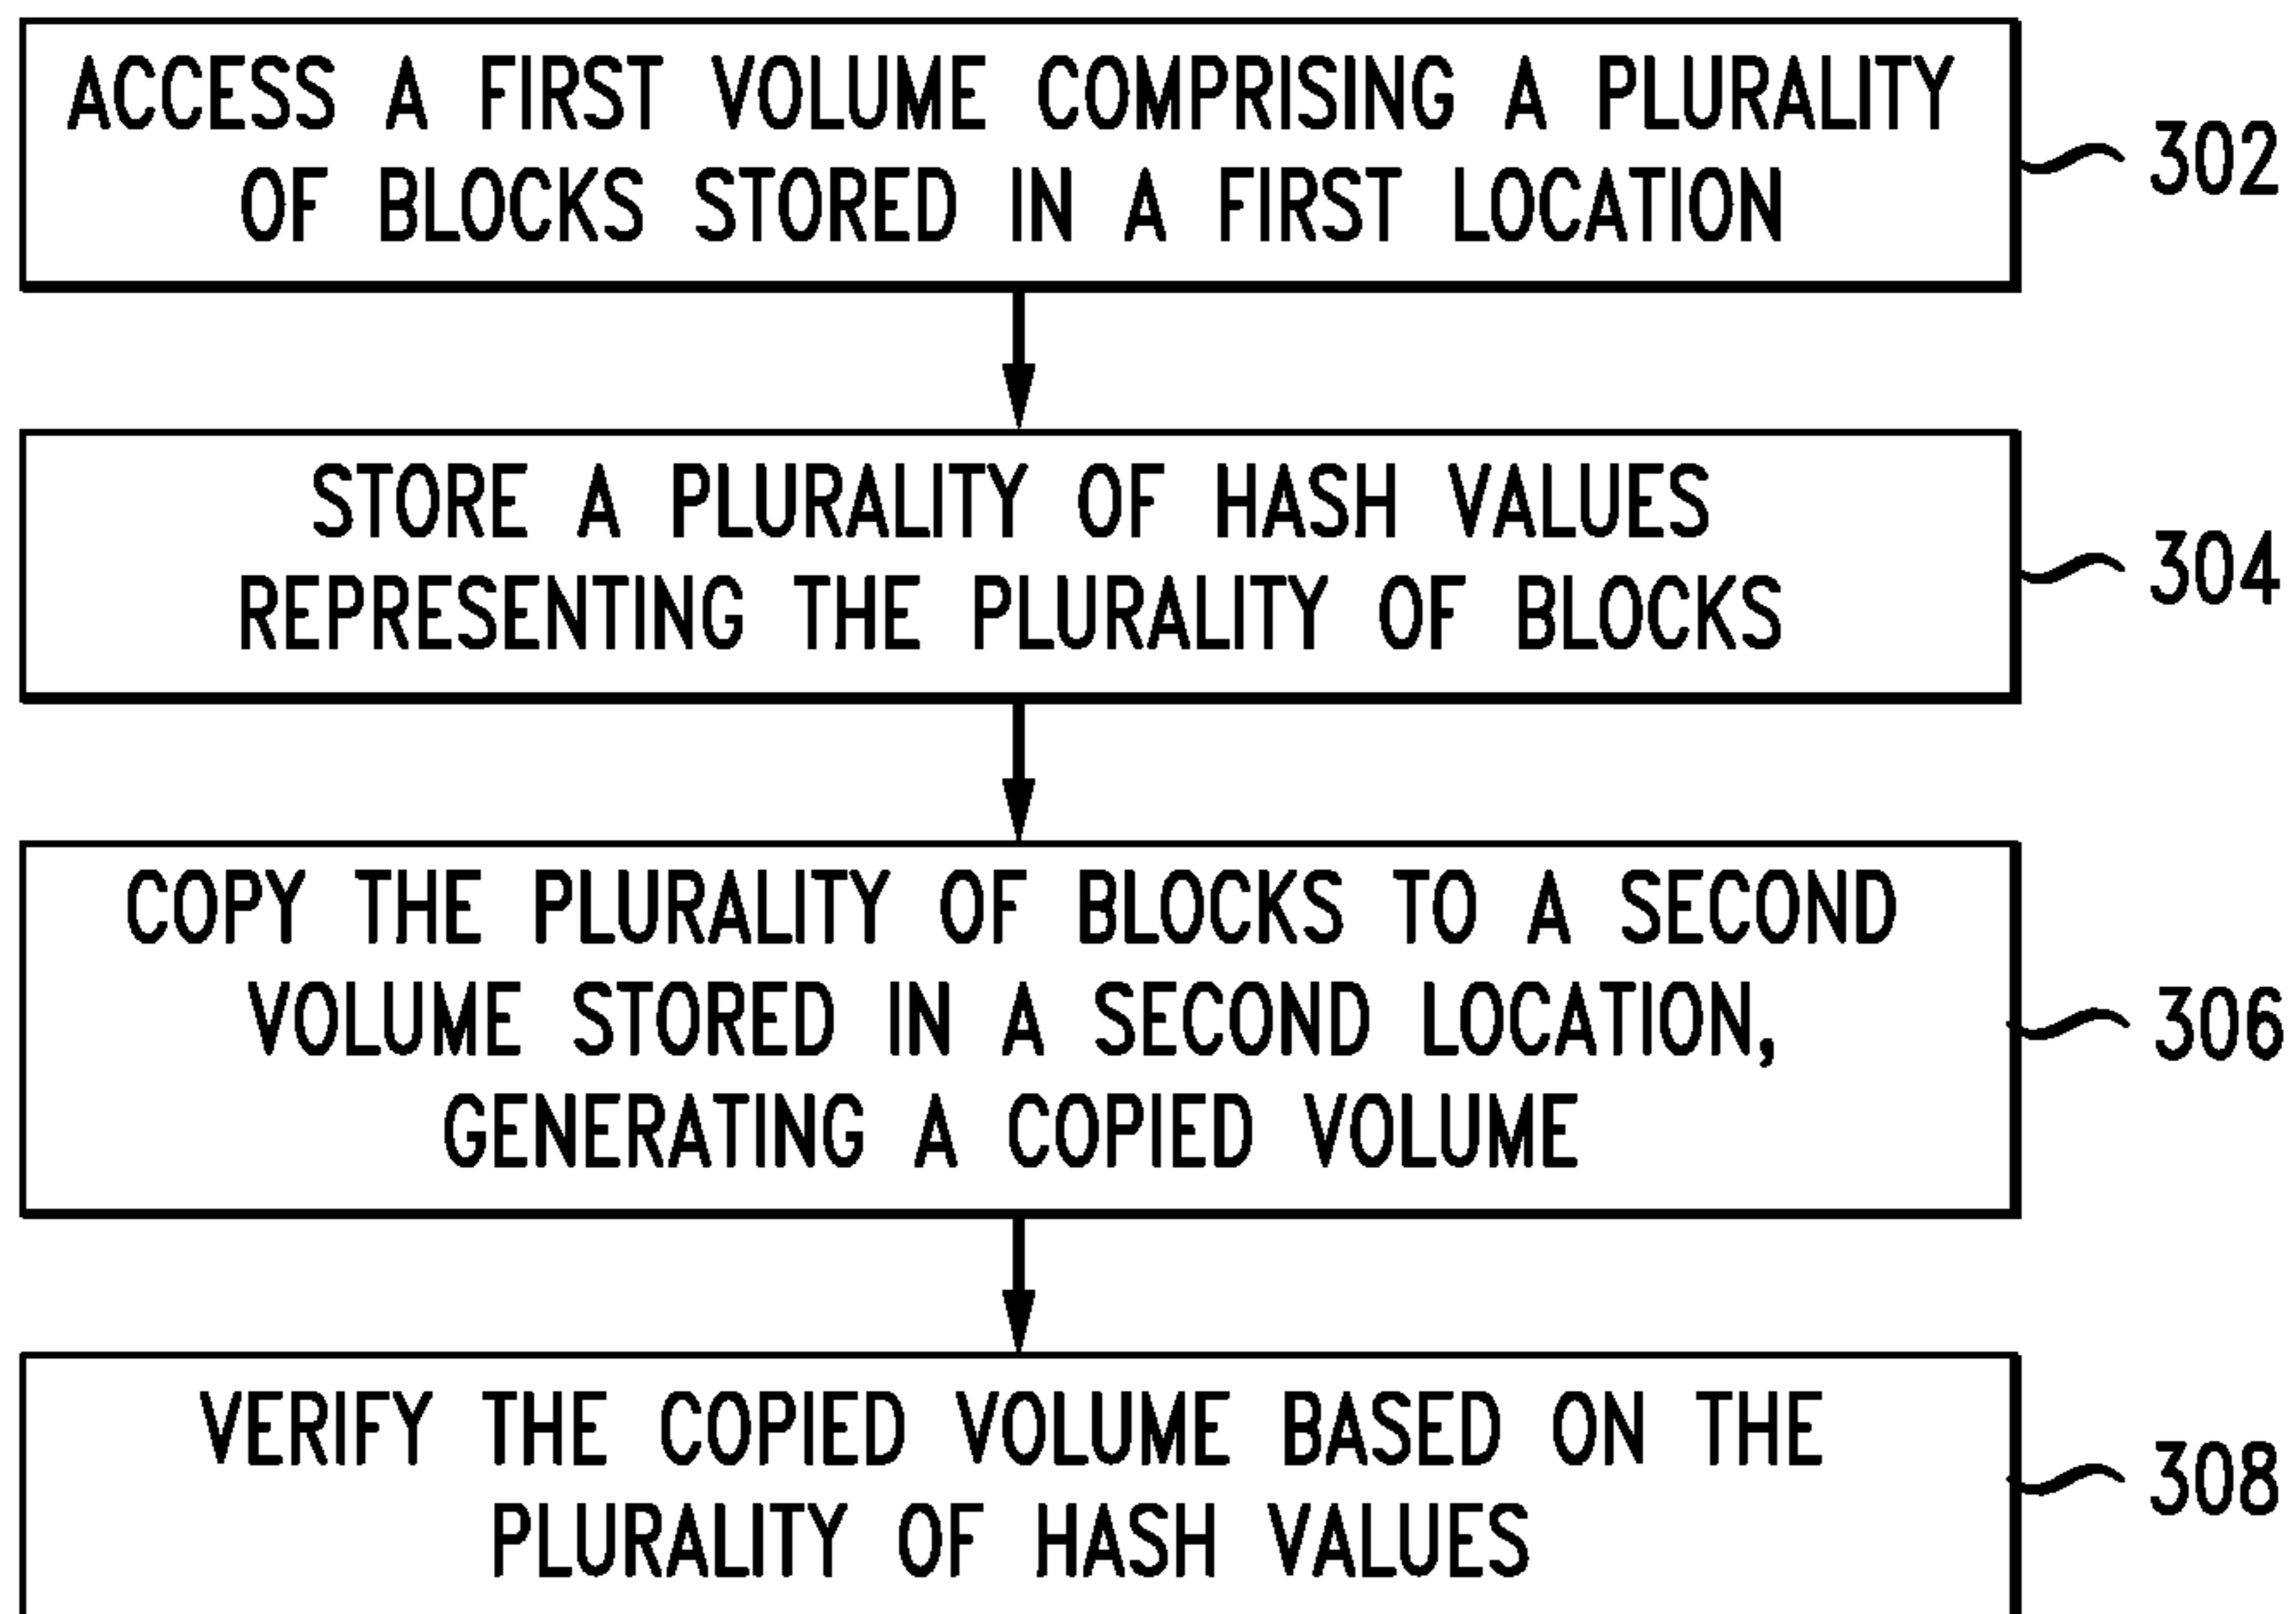 ACCESS A FIRST VOLUME COMPRISING A PLURALITY
OF BLOCKS STORED IN A FIRST LOCATION
302
STORE A PLURALITY OF HASH VALUES
REPRESENTING THE PLURALITY OF BLOCKS
304
COPY THE PLURALITY OF BLOCKS TO A SECOND
VOLUME STORED IN A SECOND LOCATION,
GENERATING A COPIED VOLUME
306
VERIFY THE COPIED VOLUME BASED ON THE
PLURALITY OF HASH VALUES
308